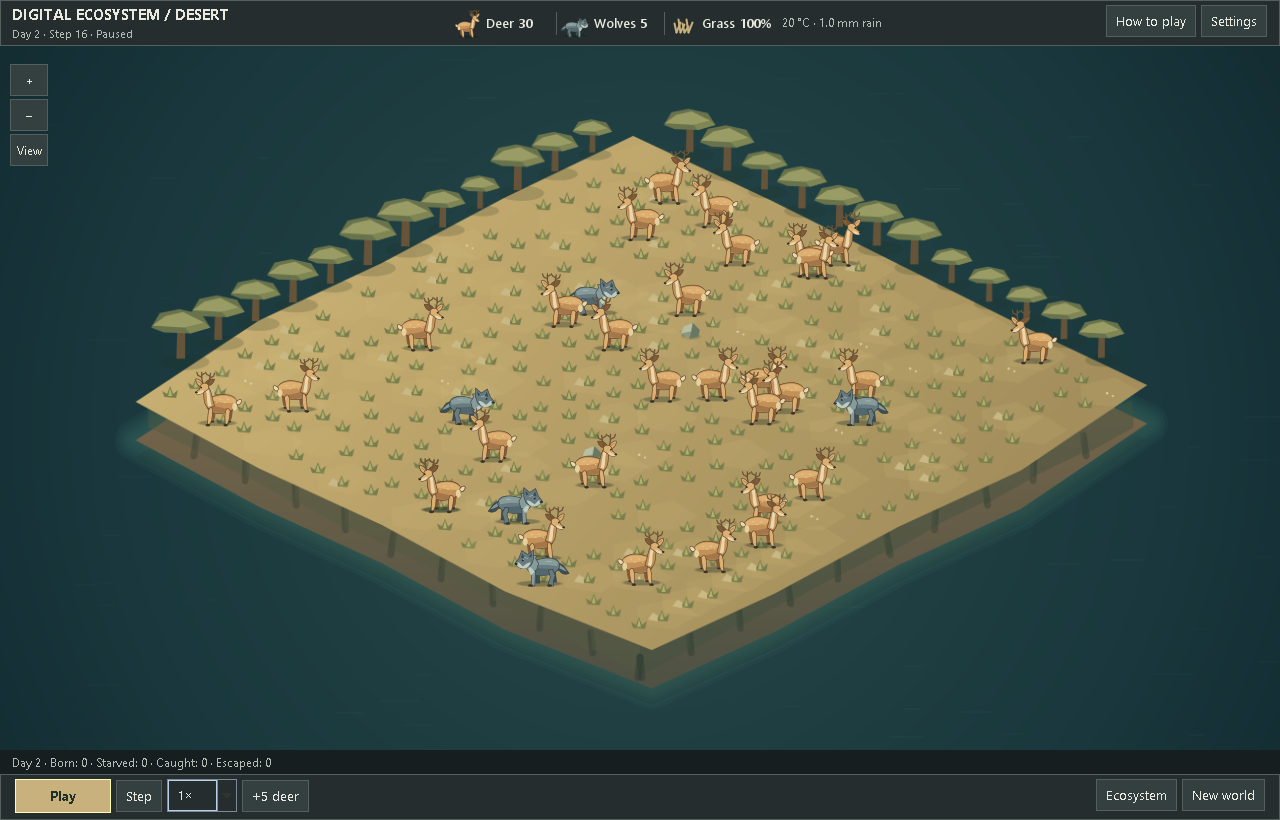 DIGITAL ECOSYSTEM / DESERT
Day 2 · Step 16 · Paused
Deer 30
Wolves 5
Grass 100%
20 °C · 1.0 mm rain
How to play
Settings
+
−
View
Day 2 · Born: 0 · Starved: 0 · Caught: 0 · Escaped: 0
Play
Step
1×
+5 deer
Ecosystem
New world